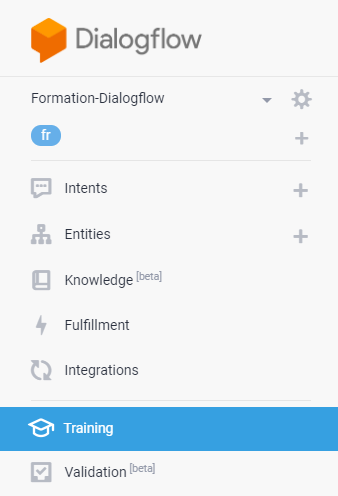 Dialogflow
Formation-Dialogflow
fr
Intents
Entities
Knowledge [beta]
Fulfillment
Integrations
Training
Validation [beta]